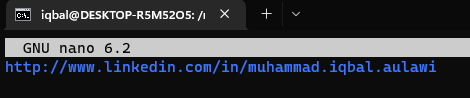 iqbal@DESKTOP-R5M52O5: /r
GNU nano 6.2
http://www.linkedin.com/in/muhammad.iqbal.aulawi